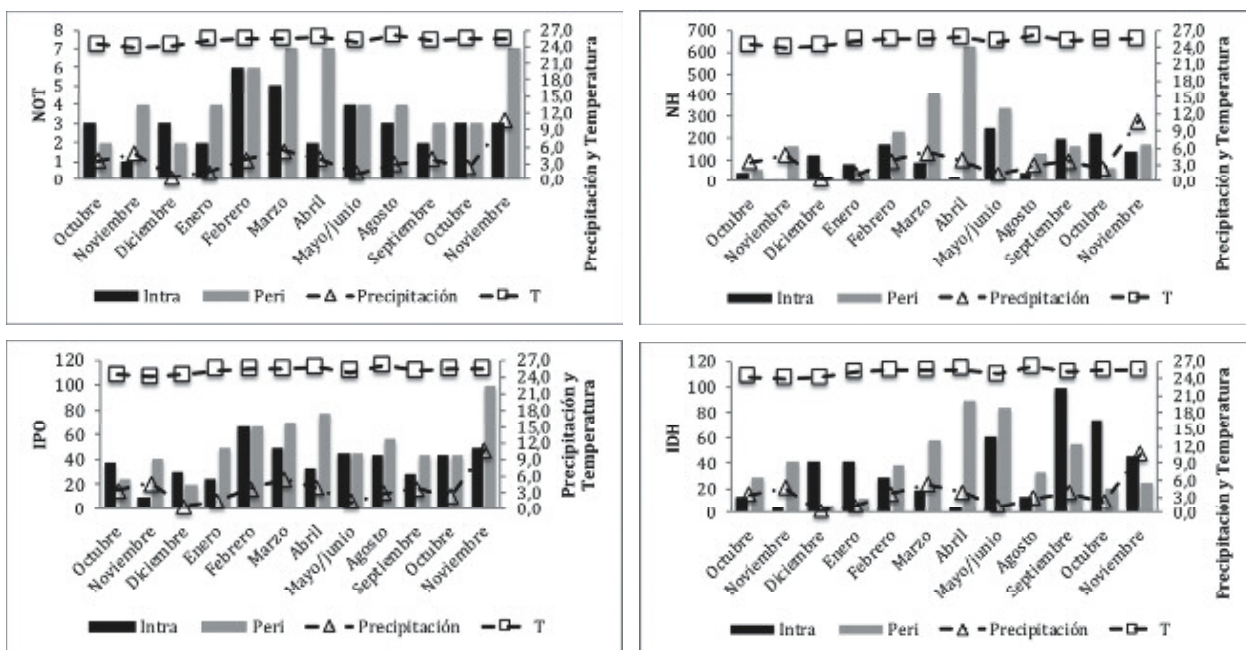 8
7
6
5
4
3
2
1
0
NOT
27,0
24,0
21,0
18,0
15,0
12,0
9,0
6,0
3,0
0,0
Precipitación y Temperatura
Octubre
Noviembre
Diciembre
Enero
Febrero
Marzo
Abril
Mayo/junio
Agosto
Septiembre
Octubre
Noviembre
Intra Peri Precipitación T
700
600
500
400
300
200
100
0
NH
27,0
24,0
21,0
18,0
15,0
12,0
9,0
6,0
3,0
0,0
Precipitación y Temperatura
Octubre
Noviembre
Diciembre
Enero
Febrero
Marzo
Abril
Mayo/junio
Agosto
Septiembre
Octubre
Noviembre
Intra Peri Precipitación T
120
100
80
60
40
20
0
IPO
27,0
24,0
21,0
18,0
15,0
12,0
9,0
6,0
3,0
0,0
Precipitación y
Temperatura
Octubre
Noviembre
Diciembre
Enero
Febrero
Marzo
Abril
Mayo/junio
Agosto
Septiembre
Octubre
Noviembre
Intra Peri Precipitación T
120
100
80
60
40
20
0
IDH
27,0
24,0
21,0
18,0
15,0
12,0
9,0
6,0
3,0
0,0
Precipitación y Temperatura
Octubre
Noviembre
Diciembre
Enero
Febrero
Marzo
Abril
Mayo/junio
Agosto
Septiembre
Octubre
Noviembre
Intra Peri Precipitación T